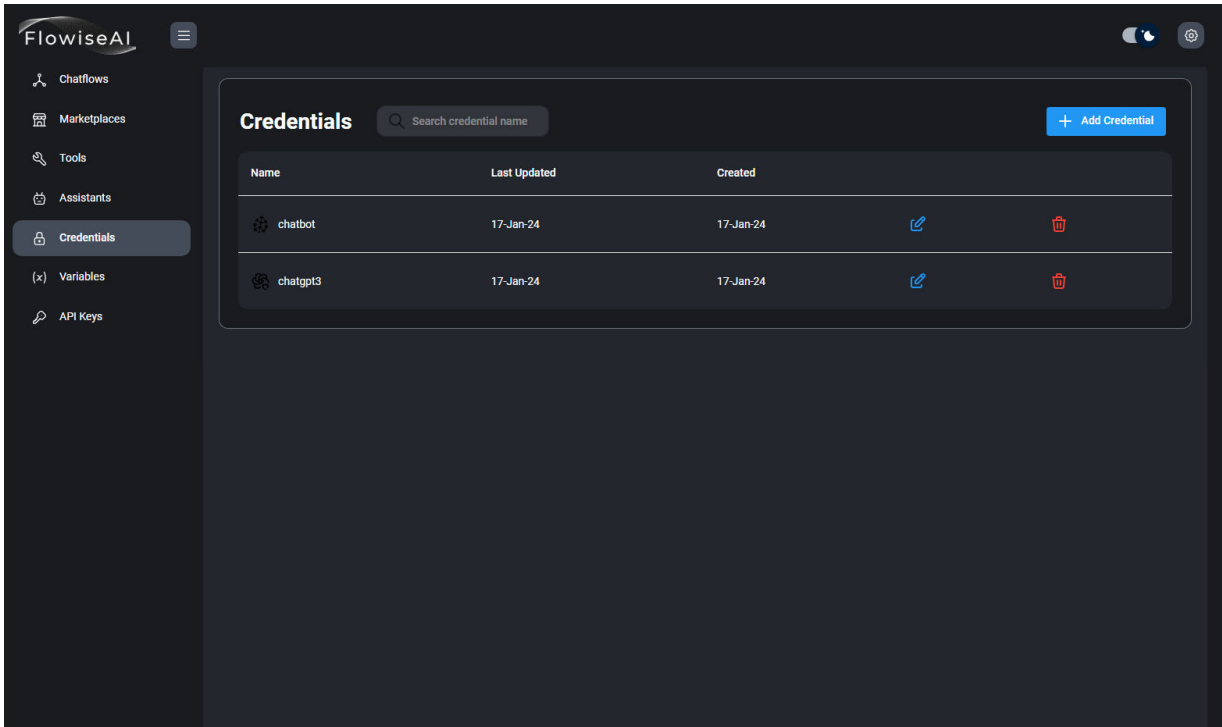 FlowiseAI
Chatflows
Marketplaces
Tools
Assistants
Credentials
(x) Variables
API Keys
Credentials
Search credential name
+ Add Credential
Name Last Updated Created
chatbot 17-Jan-24 17-Jan-24
chatgpt3 17-Jan-24 17-Jan-24